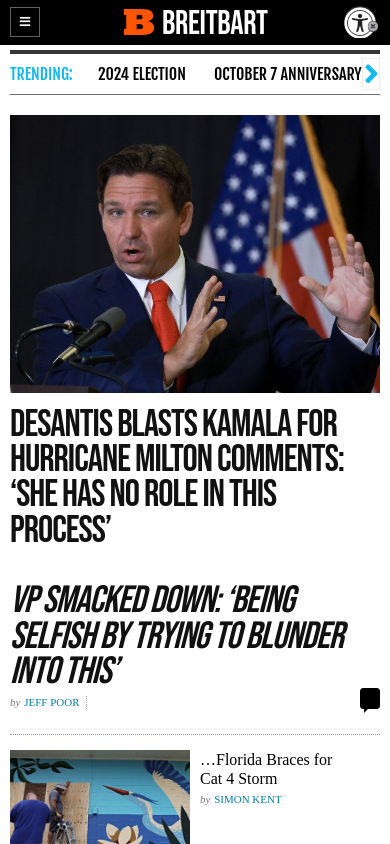 BREITBART
TRENDING: 2024 ELECTION OCTOBER 7 ANNIVERSARY
DESANTIS BLASTS KAMALA FOR
HURRICANE MILTON COMMENTS:
‘SHE HAS NO ROLE IN THIS
PROCESS’
VP SMACKED DOWN: ‘BEING
SELFISH BY TRYING TO BLUNDER
INTO THIS’
by JEFF POOR
…Florida Braces for
Cat 4 Storm
by SIMON KENT